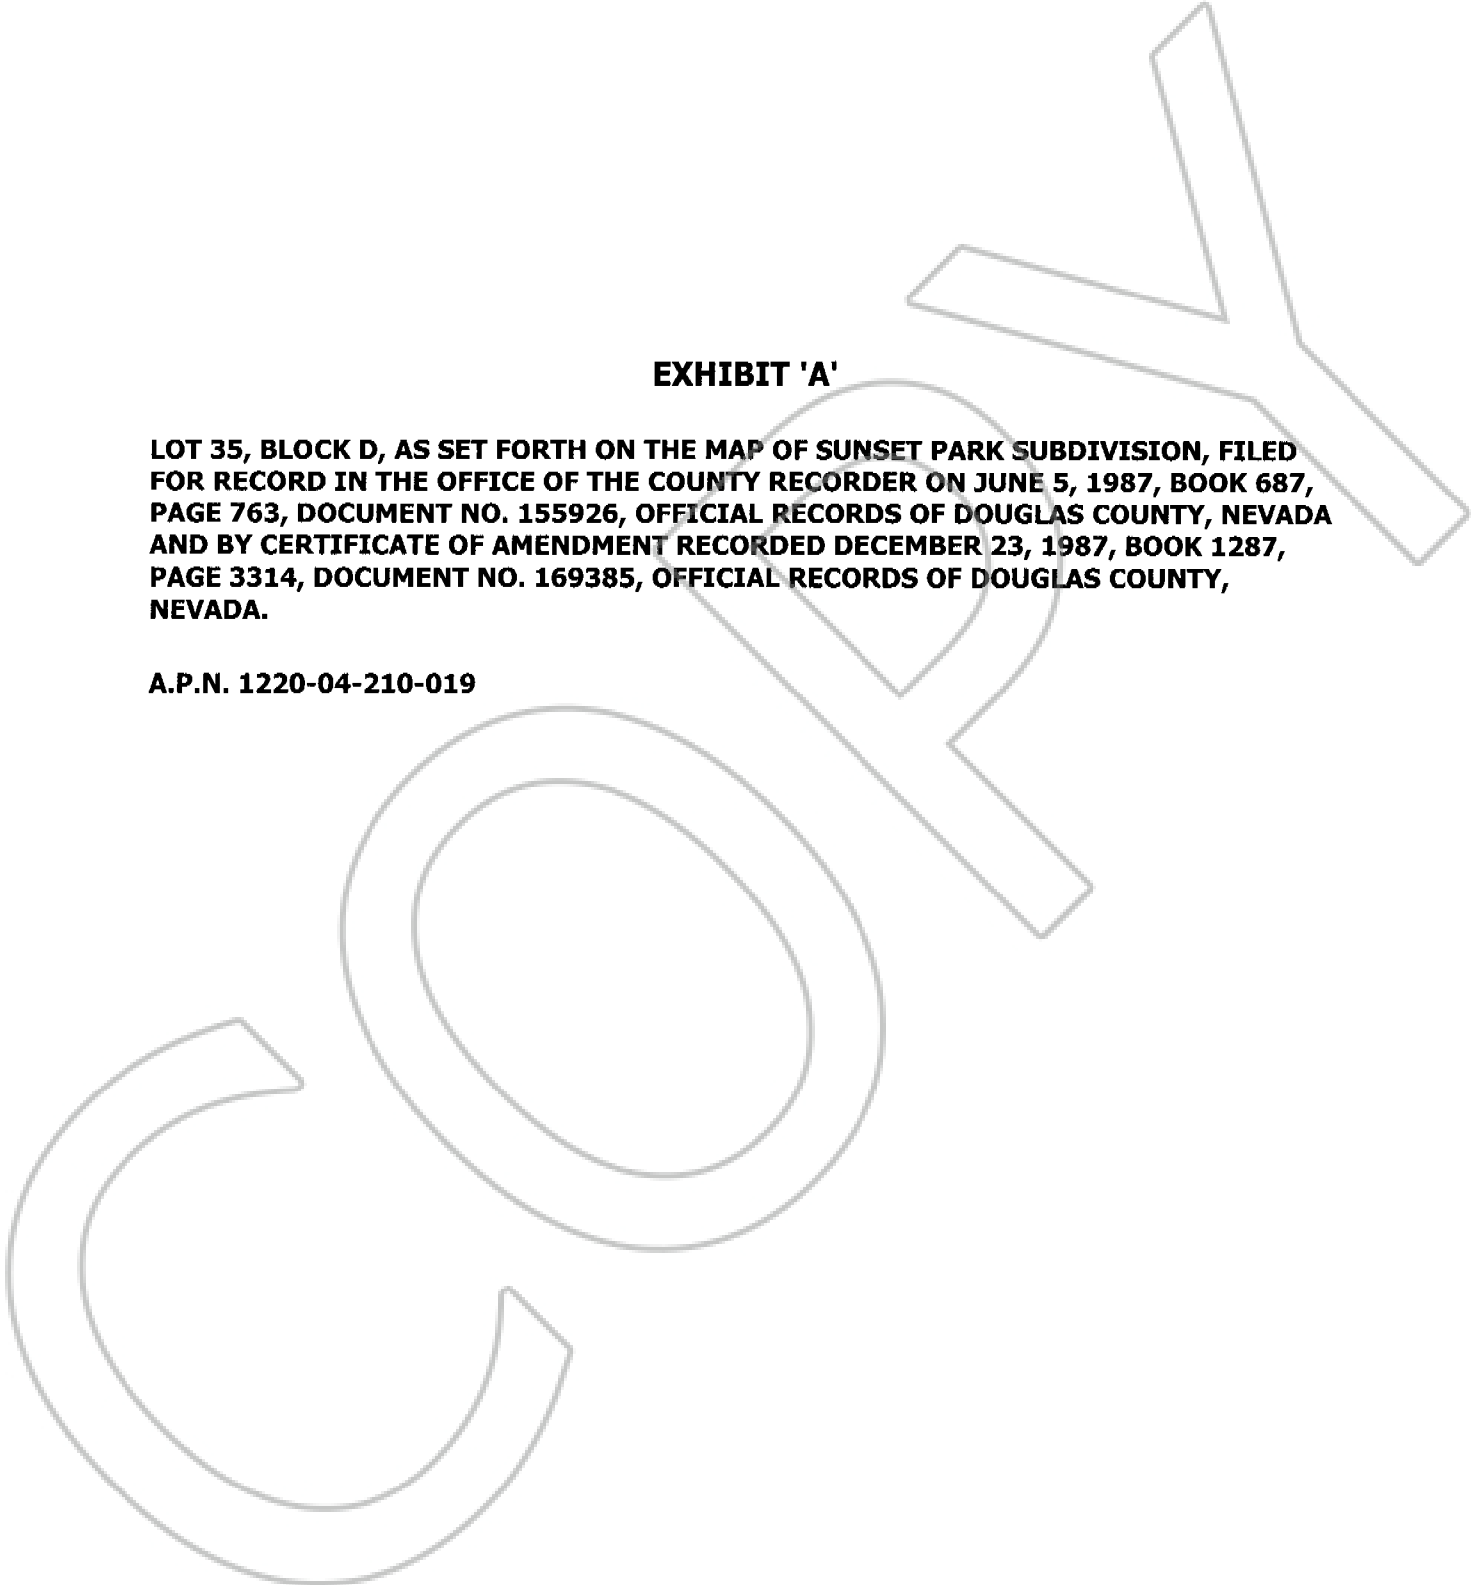 EXHIBIT 'A'
LOT 35, BLOCK D, AS SET FORTH ON THE MAP OF SUNSET PARK SUBDIVISION, FILED
FOR RECORD IN THE OFFICE OF THE COUNTY RECORDER ON JUNE 5, 1987, BOOK 687,
PAGE 763, DOCUMENT NO. 155926, OFFICIAL RECORDS OF DOUGLAS COUNTY, NEVADA
AND BY CERTIFICATE OF AMENDMENT RECORDED DECEMBER 23, 1987, BOOK 1287,
PAGE 3314, DOCUMENT NO. 169385, OFFICIAL RECORDS OF DOUGLAS COUNTY,
NEVADA.
A.P.N. 1220-04-210-019
COPY